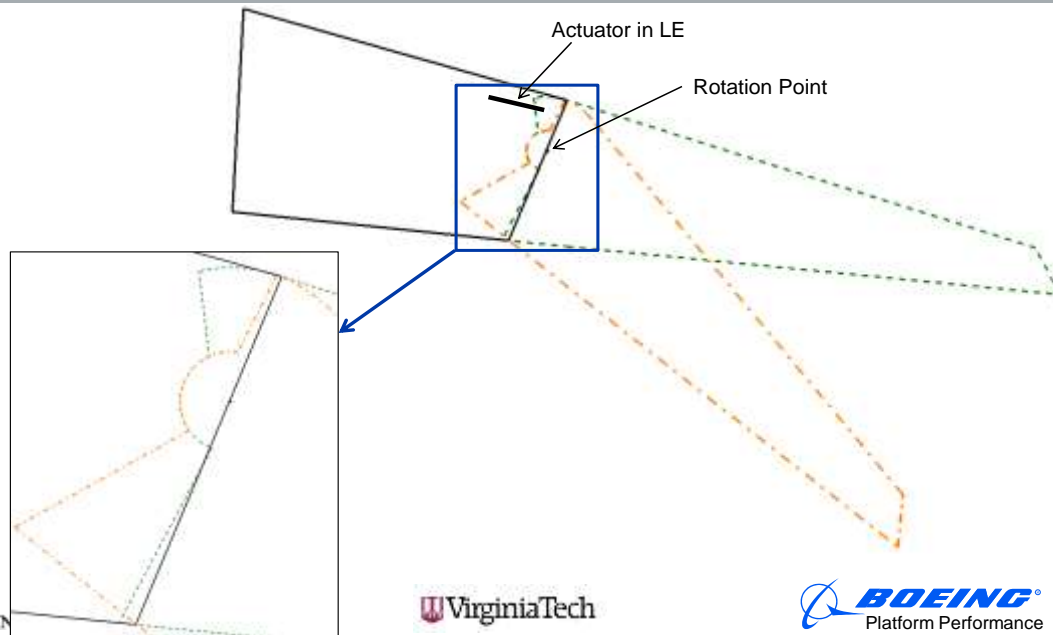 Actuator in LE
Rotation Point
N
VirginiaTech
BOEING®
Platform Performance